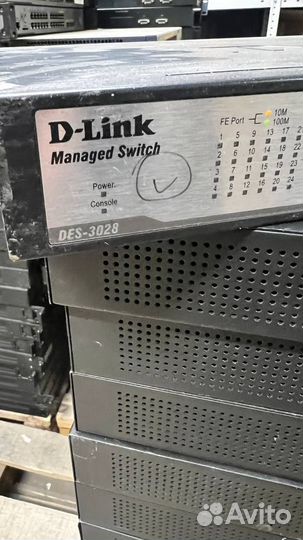 D-Link
Managed Switch
Power
Console
DES-3028
FE Port
10M
100M
1 5 9 13 17 2
2 6 10 14 18 22
3 7 11 15 19 23
4 8 12 16 20 24
Avito